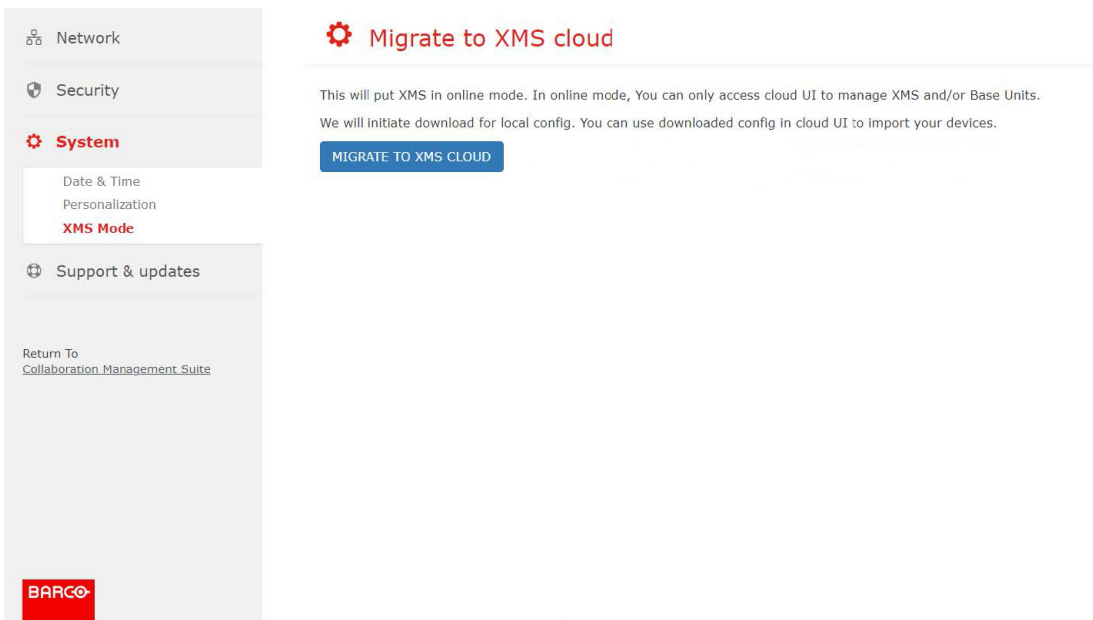 Network
Security
System
Date & Time
Personalization
XMS Mode
Support & updates
Return To
Collaboration Management Suite
BARCO
Migrate to XMS cloud
This will put XMS in online mode. In online mode, You can only access cloud UI to manage XMS and/or Base Units.
We will initiate download for local config. You can use downloaded config in cloud UI to import your devices.
MIGRATE TO XMS CLOUD